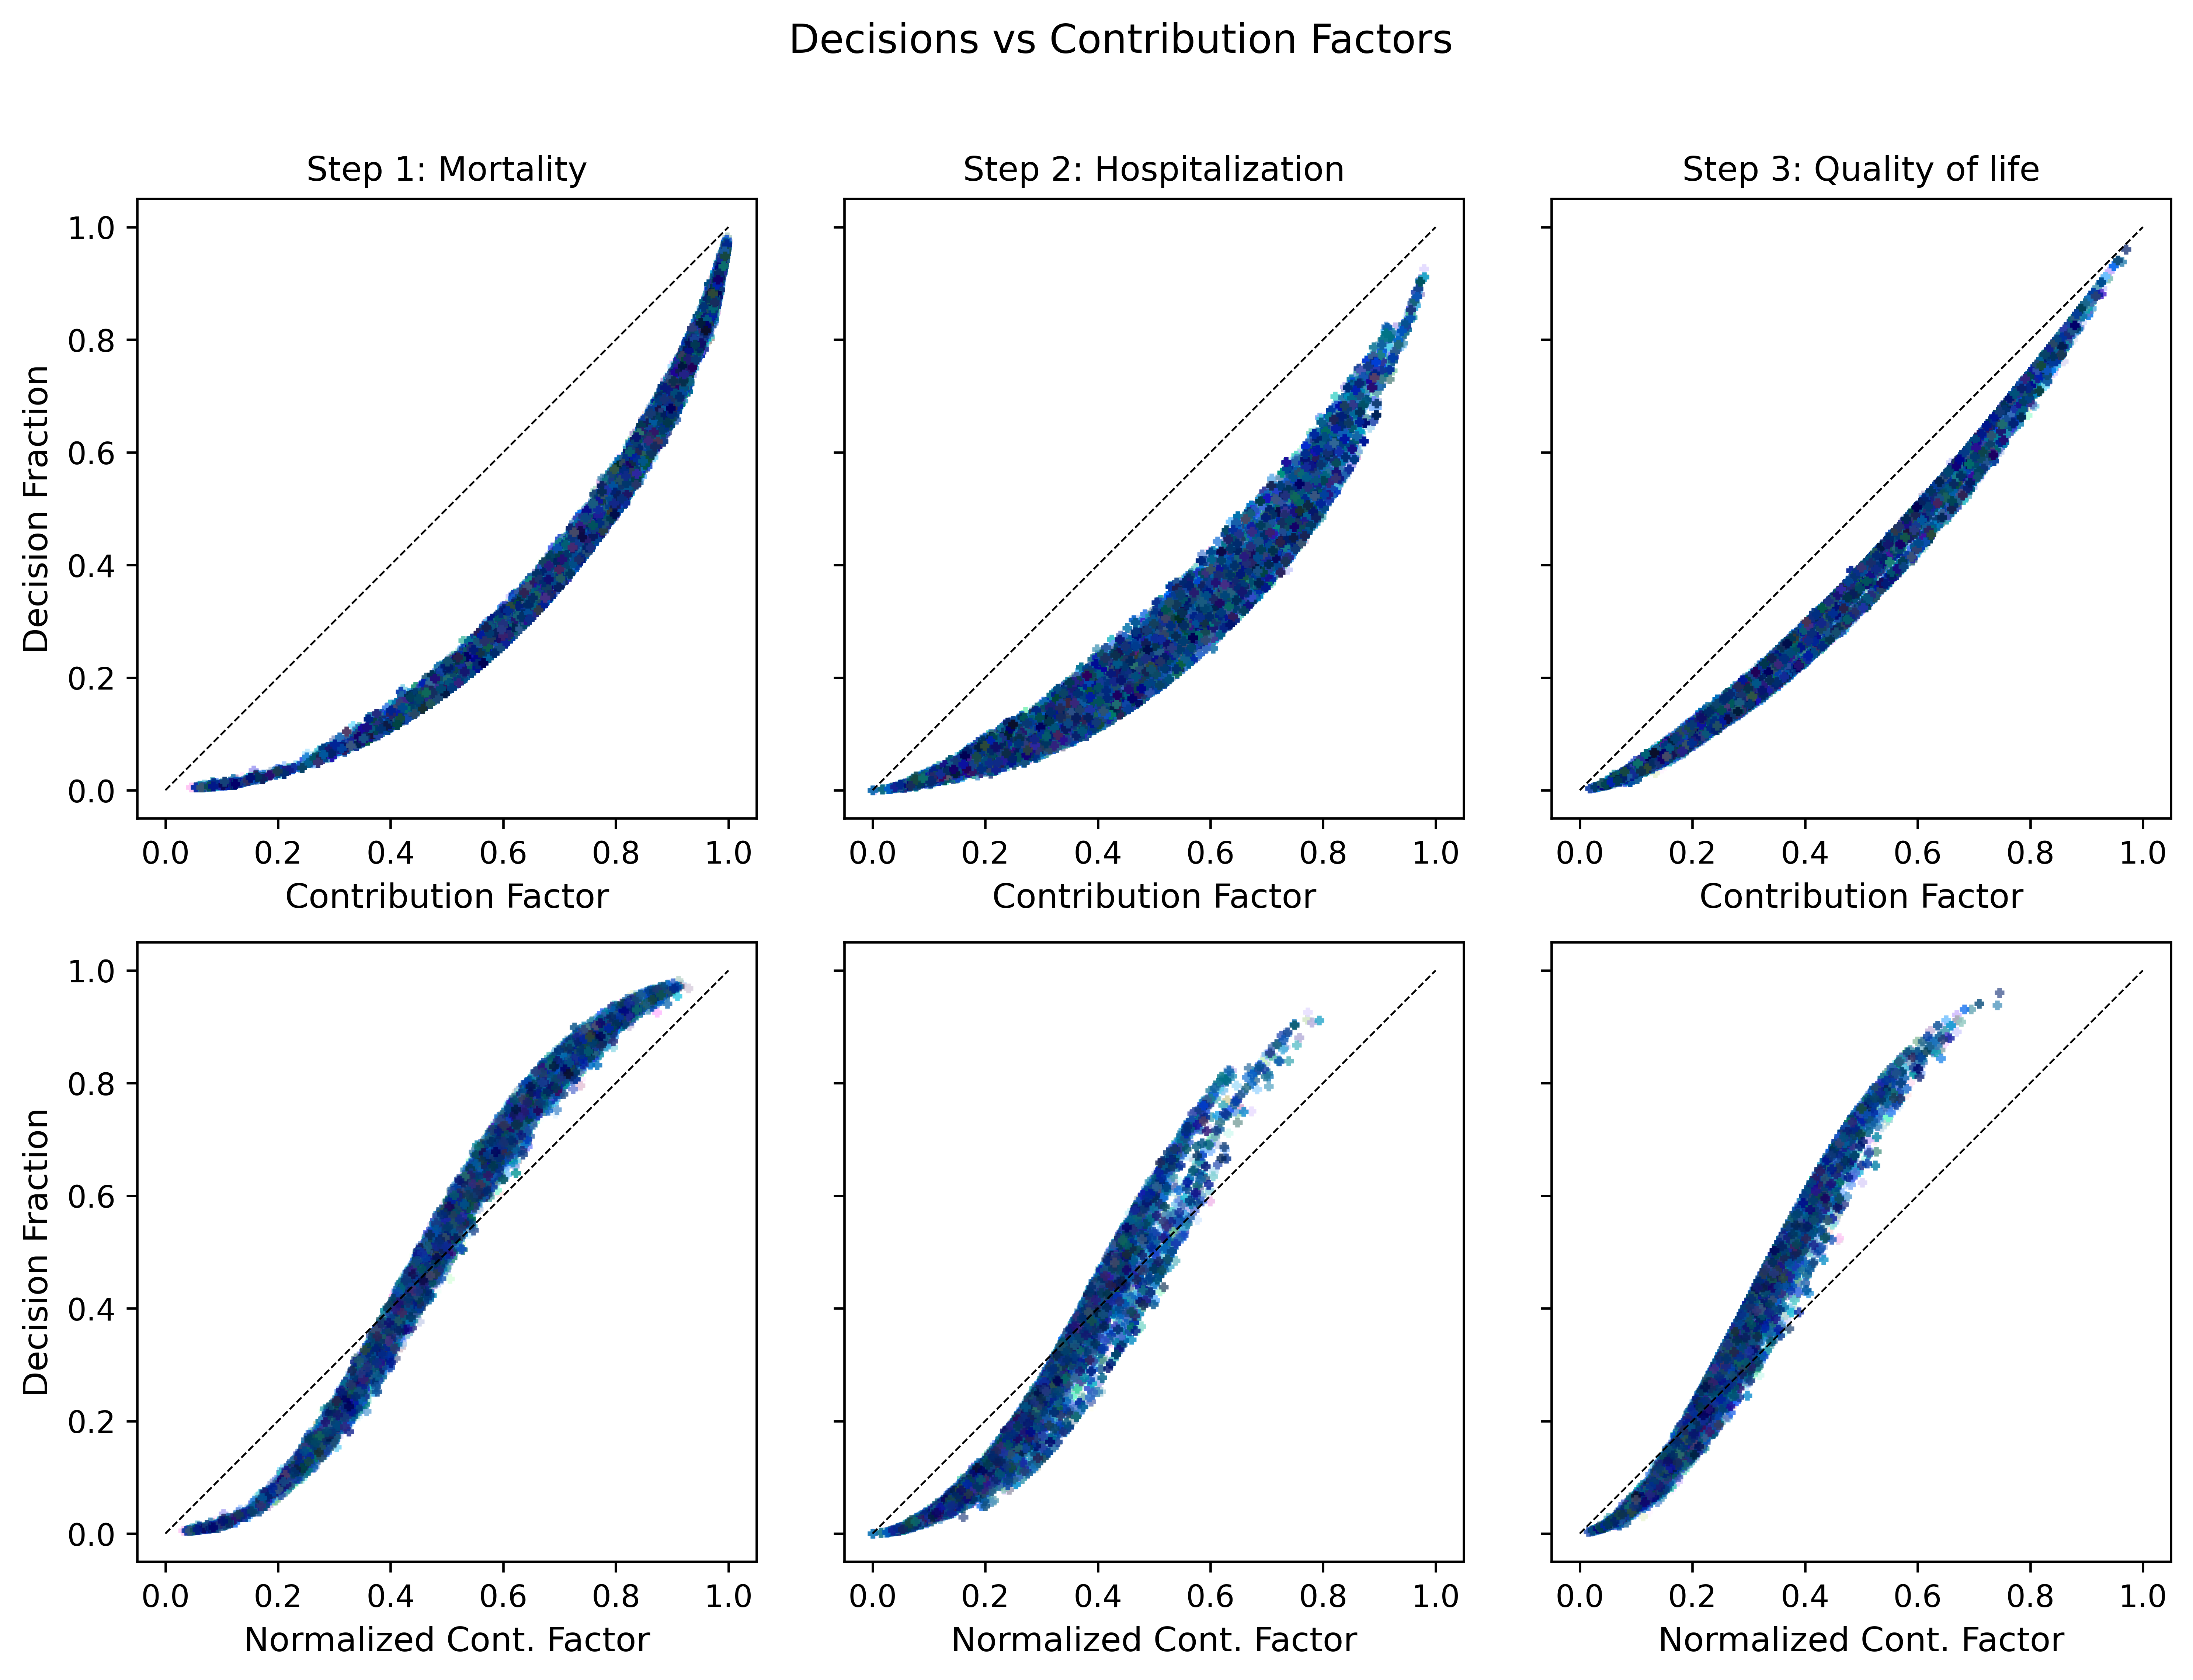 Decisions vs Contribution Factors
Step 1: Mortality
Step 2: Hospitalization
Step 3: Quality of life
Decision Fraction
1.0
0.8
0.6
0.4
0.2
0.0
0.0 0.2 0.4 0.6 0.8 1.0
0.0 0.2 0.4 0.6 0.8 1.0
0.0 0.2 0.4 0.6 0.8 1.0
Contribution Factor
Contribution Factor
Contribution Factor
Decision Fraction
1.0
0.8
0.6
0.4
0.2
0.0
0.0 0.2 0.4 0.6 0.8 1.0
0.0 0.2 0.4 0.6 0.8 1.0
0.0 0.2 0.4 0.6 0.8 1.0
Normalized Cont. Factor
Normalized Cont. Factor
Normalized Cont. Factor